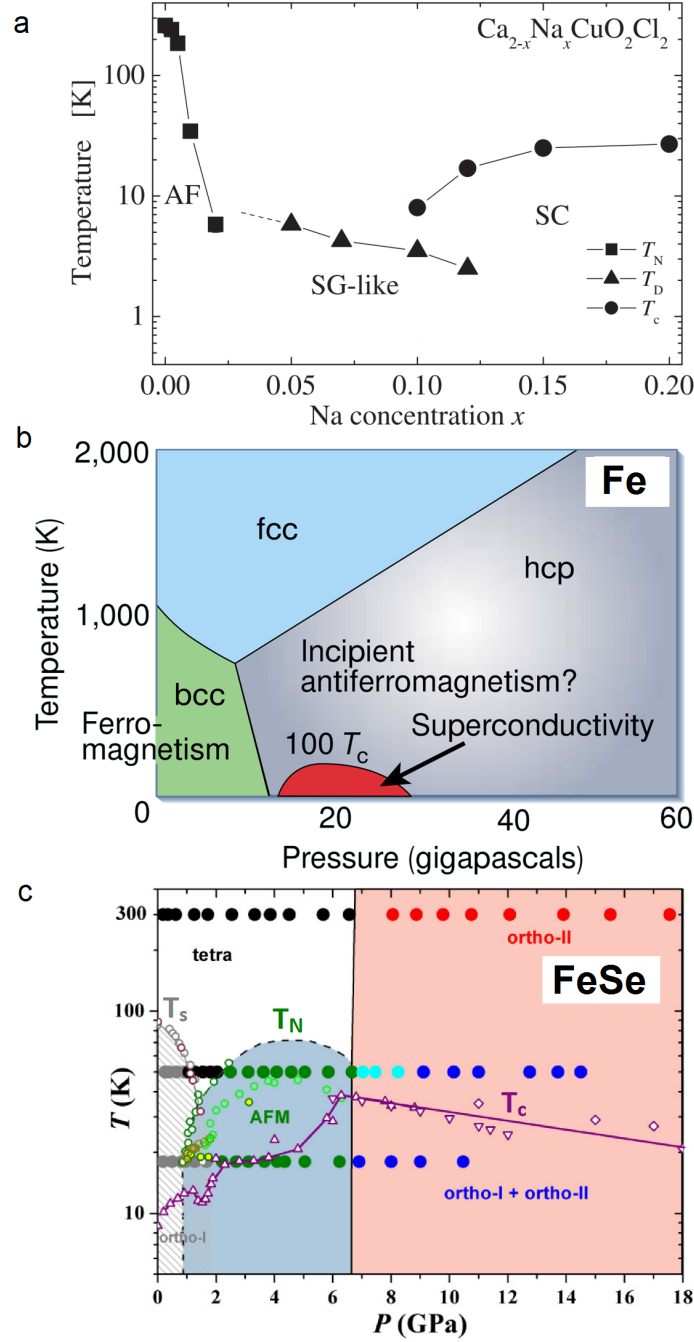 a
Ca2-xNaxCuO2Cl2
Temperature [K]
100
10
1
AF
SG-like
SC
TN
TD
Tc
0.00 0.05 0.10 0.15 0.20
Na concentration x
b
Temperature (K)
2,000
1,000
0
Fe
fcc
hcp
bcc
Ferro-
magnetism
Incipient
antiferromagnetism?
Superconductivity
100 Tc
20 40 60
Pressure (gigapascals)
c
T (K)
300
100
10
tetra
ortho-II
FeSe
Ts
TN
AFM
Tc
ortho-I
ortho-I + ortho-II
0 2 4 6 8 10 12 14 16 18
P (GPa)